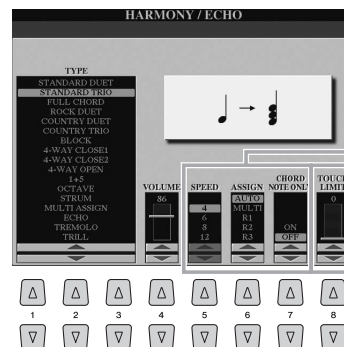 HARMONY / ECHO
TYPE
STANDARD DUET
STANDARD TRIO
FULL CHORD
ROCK DUET
COUNTRY DUET
COUNTRY TRIO
BLOCK
4-WAY CLOSE1
4-WAY CLOSE2
4-WAY OPEN
1+5
OCTAVE
STRUM
MULTI ASSIGN
ECHO
TREMOLO
TRILL
VOLUME
86
SPEED
4
6
8
12
ASSIGN
AUTO
MULTI
R1
R2
R3
CHORD
NOTE ONLY
ON
OFF
TOUCH
LIMIT
0
1 2 3 4 5 6 7 8